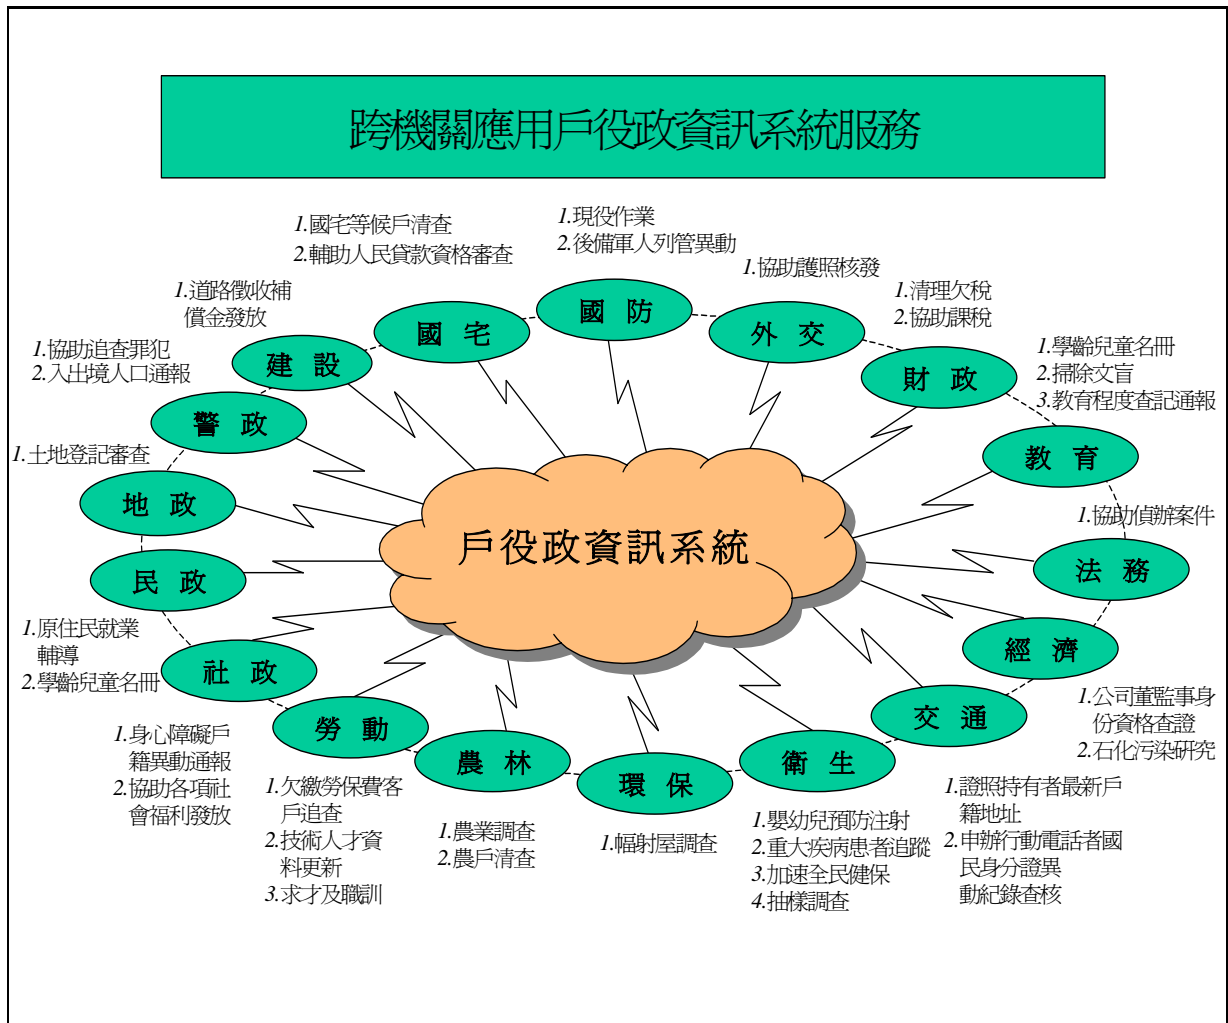 跨機關應用戶役政資訊系統服務
1.國宅等候戶清查
2.輔助人民貸款資格審查
國 宅
1.現役作業
2.後備軍人列管異動
國 防
1.協助護照核發
外 交
1.清理欠稅
2.協助課稅
財 政
1.學齡兒童名冊
2.掃除文盲
3.教育程度查記通報
教 育
1.協助偵辦案件
法 務
經 濟
1.公司董監事身
份資格查證
2.石化污染研究
交 通
1.證照持有者最新戶
籍地址
2.申辦行動電話者國
民身分證異
動紀錄查核
衛 生
1.嬰幼兒預防注射
2.重大疾病患者追蹤
3.加速全民健保
4.抽樣調查
環 保
1.幅射屋調查
農 林
1.農業調查
2.農戶清查
勞 動
1.欠繳勞保費客
戶追查
2.技術人才資
料更新
3.求才及職訓
社 政
1.身心障礙戶
籍異動通報
2.協助各項社
會福利發放
民 政
1.原住民就業
輔導
2.學齡兒童名冊
1.土地登記審查
地 政
1.協助追查罪犯
2.入出境人口通報
警 政
1.道路徵收補
償金發放
建 設
戶役政資訊系統